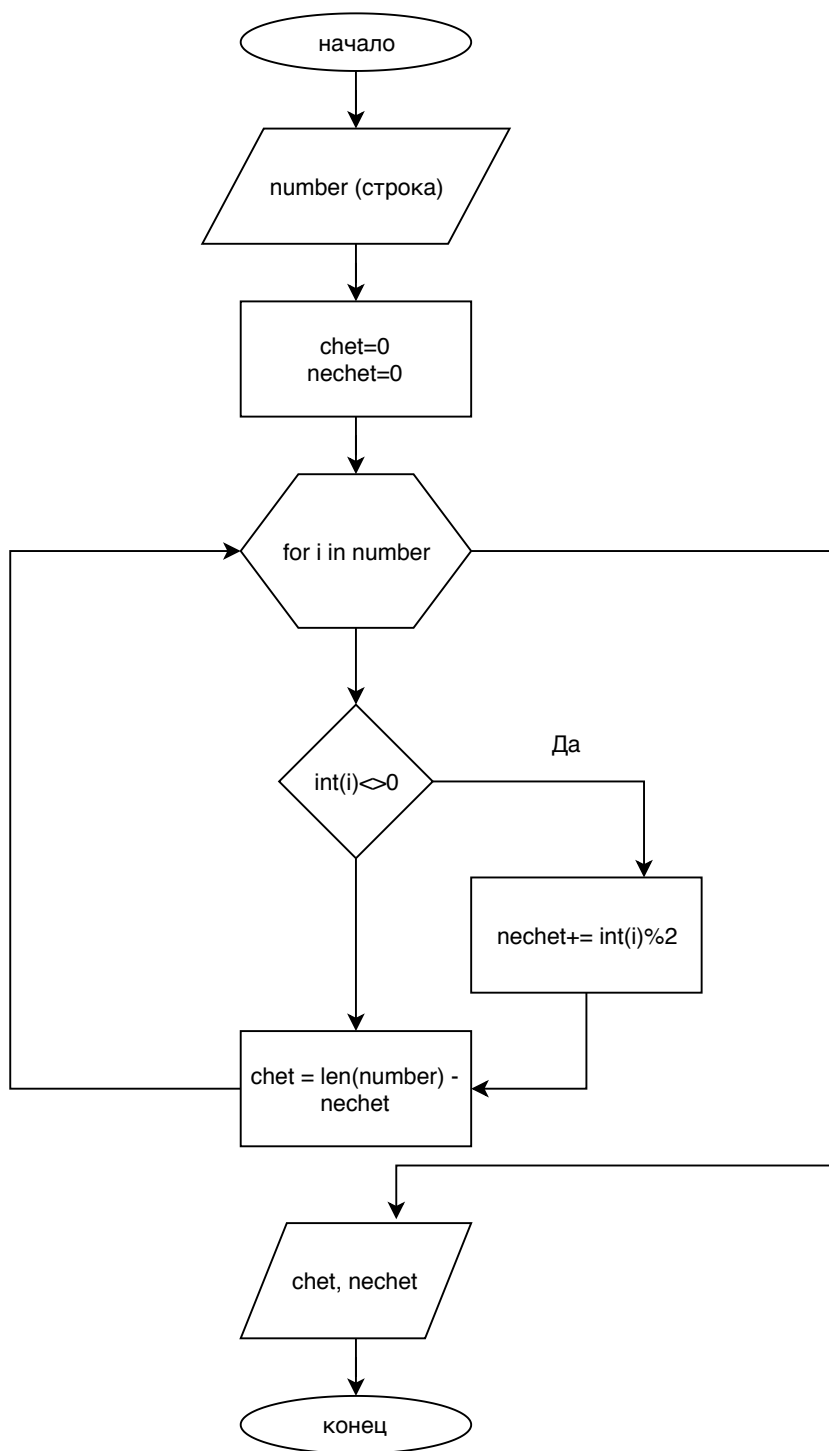 начало
number (строка)
chet=0
nechet=0
for i in number
Да
int(i)<>0
nechet+= int(i)%2
chet = len(number) -
nechet
chet, nechet
конец